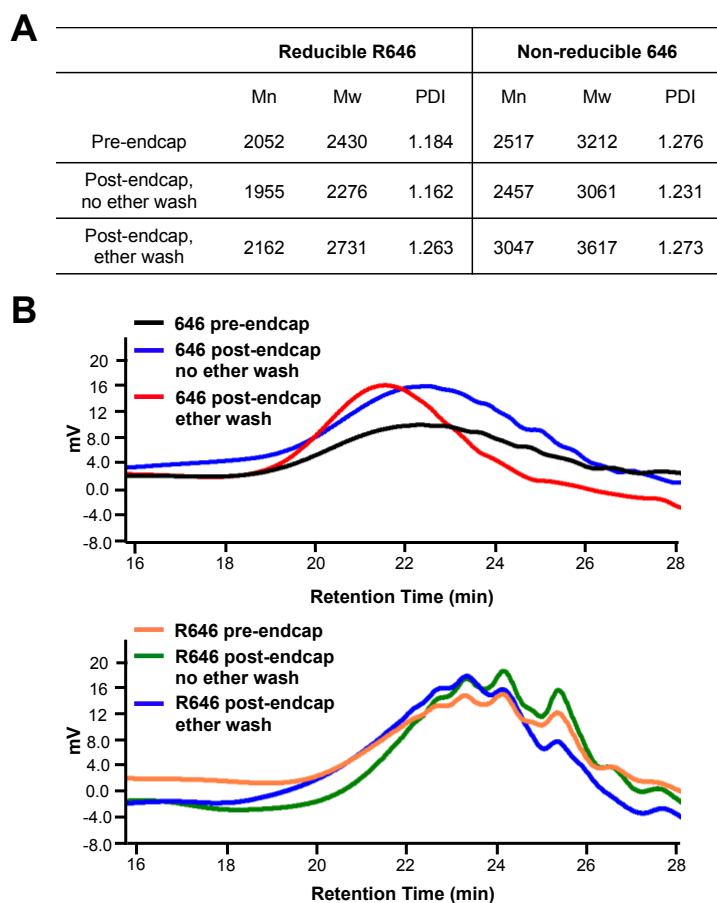 A
Reducible R646 Non-reducible 646
Mn Mw PDI Mn Mw PDI
Pre-endcap 2052 2430 1.184 2517 3212 1.276
Post-endcap,
no ether wash 1955 2276 1.162 2457 3061 1.231
Post-endcap,
ether wash 2162 2731 1.263 3047 3617 1.273
B
646 pre-endcap
646 post-endcap
no ether wash
646 post-endcap
ether wash
mV
20
16
12
8.0
4.0
0.0
-4.0
-8.0
16 18 20 22 24 26 28
Retention Time (min)
R646 pre-endcap
R646 post-endcap
no ether wash
R646 post-endcap
ether wash
mV
20
16
12
8.0
4.0
0.0
-4.0
-8.0
16 18 20 22 24 26 28
Retention Time (min)